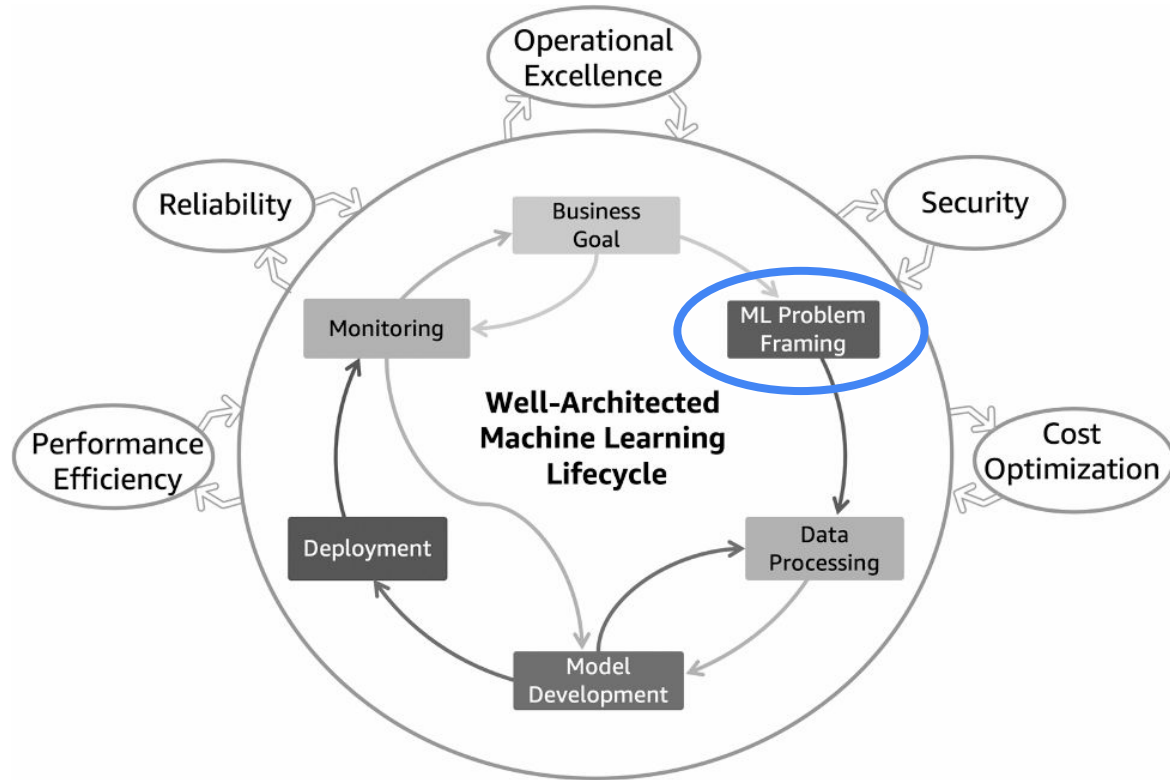 Operational
Excellence
Reliability
Security
Business
Goal
Monitoring
ML Problem
Framing
Well-Architected
Machine Learning
Lifecycle
Performance
Efficiency
Cost
Optimization
Deployment
Data
Processing
Model
Development